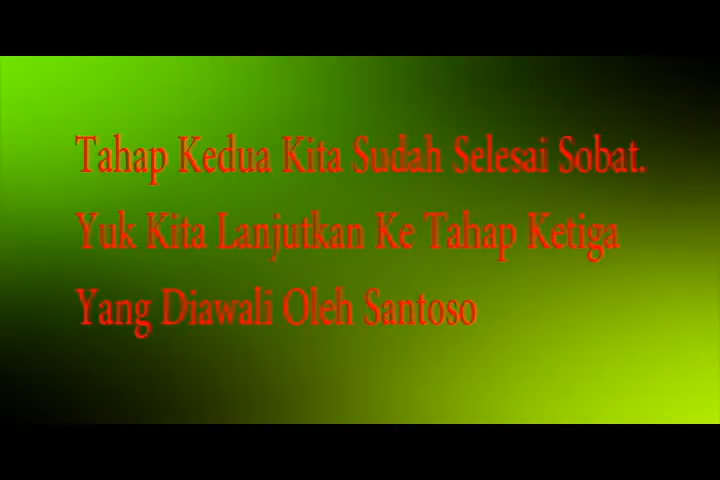 Tahap Kedua Kita Sudah Selesai Sobat.
Yuk Kita Lanjutkan Ke Tahap Ketiga
Yang Diawali Oleh Santoso